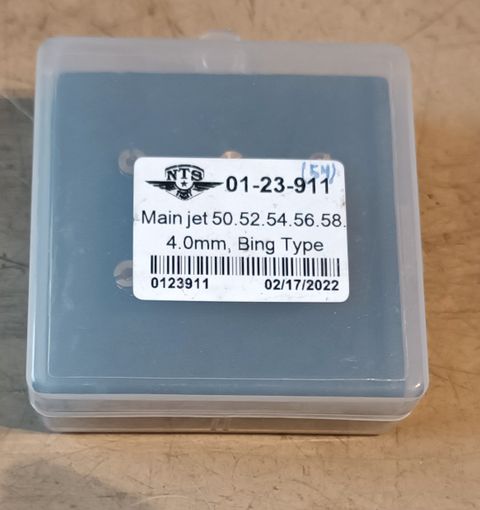 (54)
NTS 01-23-911
Main jet 50.52.54.56.58.
4.0mm, Bing Type
0123911 02/17/2022